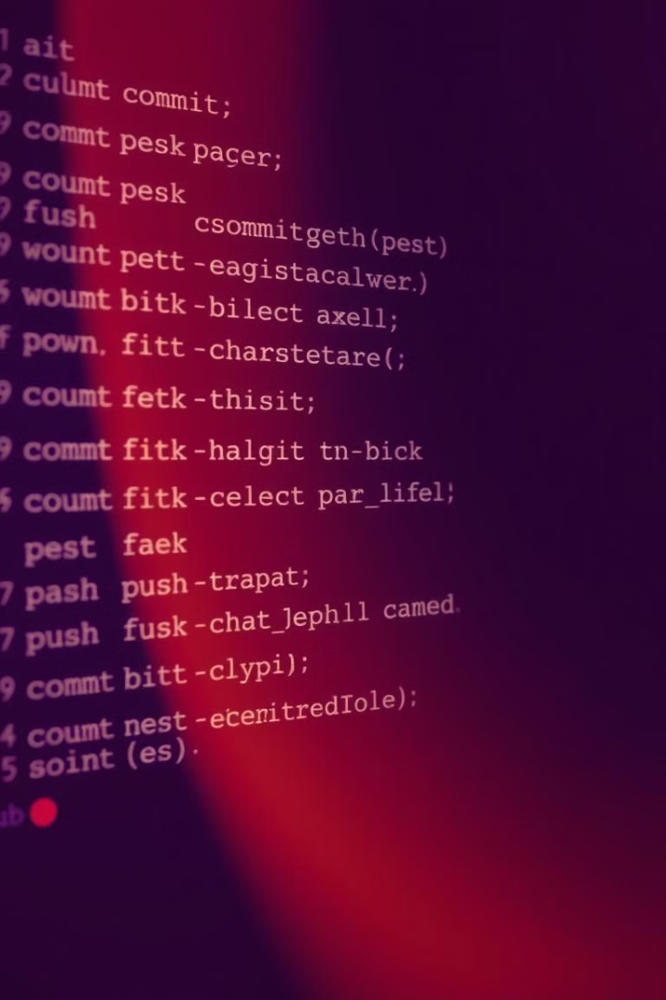 1 ait
2 culmt commit;
9 commt pesk paçer;
9 coumt pesk
9 fush csommitgeth(pest)
9 wount pett -eagistacalwer.)
woumt bitk -bilect axell;
f pown. fitt -charstetare(;
9 coumt fetk -thisit;
9 commt fitk -halgit tn-bick
coumt fitk -celect par_lifel;
pest faek
7 pash push -trapat;
7 push fusk -chat_Jephll camed.
9 commt bitt -clypi);
4 coumt nest -ecenitredIole);
5 soint (es).
ub